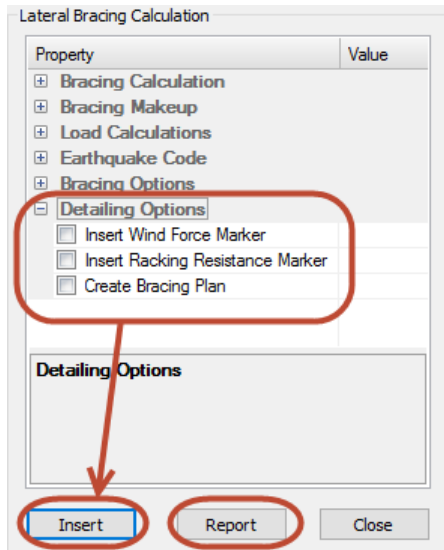 Lateral Bracing Calculation
Property Value
Bracing Calculation
Bracing Makeup
Load Calculations
Earthquake Code
Bracing Options
Detailing Options
Insert Wind Force Marker
Insert Racking Resistance Marker
Create Bracing Plan
Detailing Options
Insert Report Close